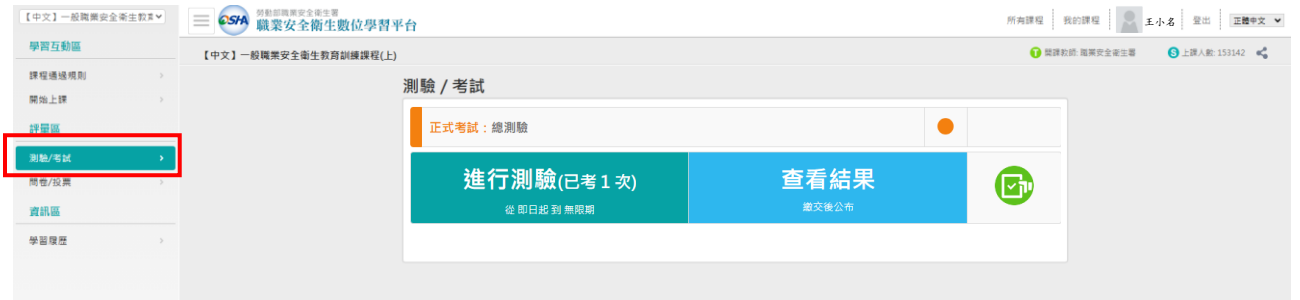 【中文】一般職業安全衛生教育
學習互動區
課程通過規則
開始上課
評量區
測驗/考試
問卷/投票
資訊區
學習履歷
OSHA
勞動部職業安全衛生署
職業安全衛生數位學習平台
所有課程
我的課程
王小名
登出
正體中文
【中文】一般職業安全衛生教育訓練課程(上)
開課教師: 職業安全衛生署
上課人數: 153142
測驗 / 考試
正式考試：總測驗
進行測驗(已考 1 次)
從 即日起 到 無限期
查看結果
繳交後公布